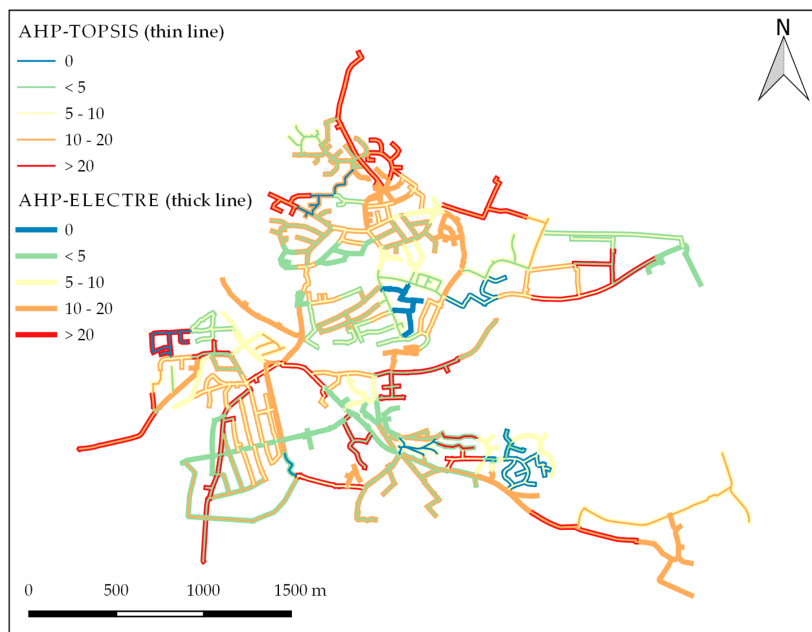 AHP-TOPSIS (thin line)
0
< 5
5 - 10
10 - 20
> 20
AHP-ELECTRE (thick line)
0
< 5
5 - 10
10 - 20
> 20
N
0 500 1000 1500 m